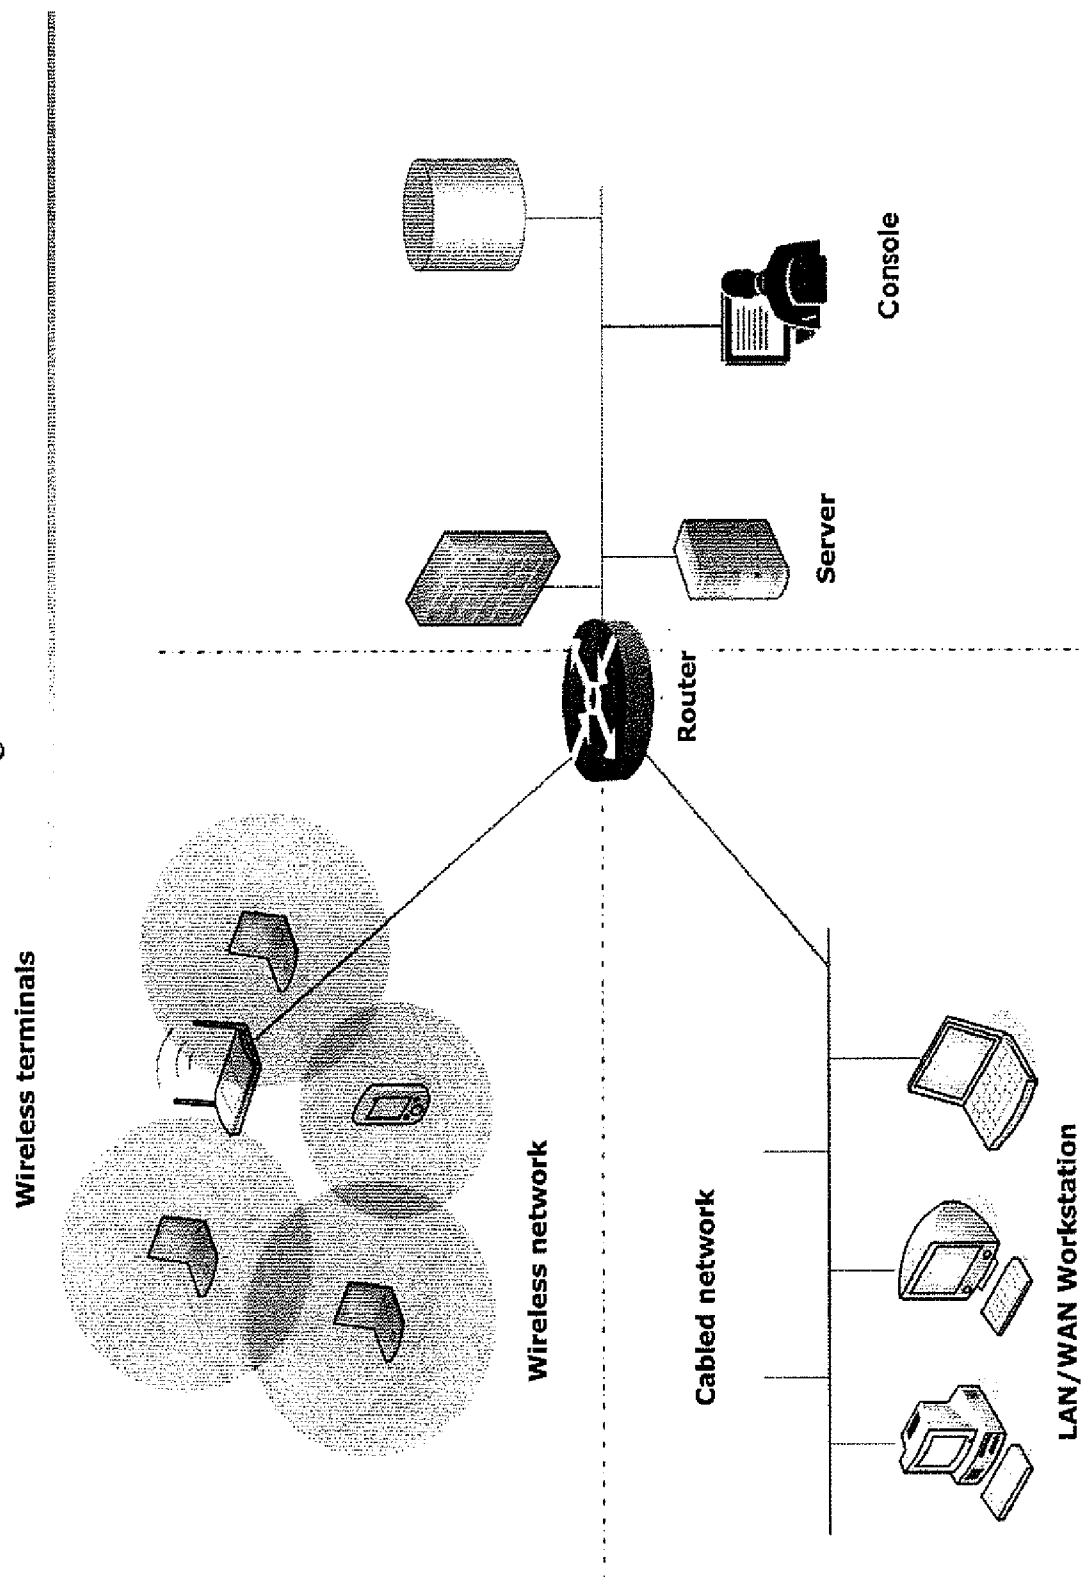 Wireless terminals
Wireless network
Cabled network
LAN/WAN Workstation
Router
Server
Console